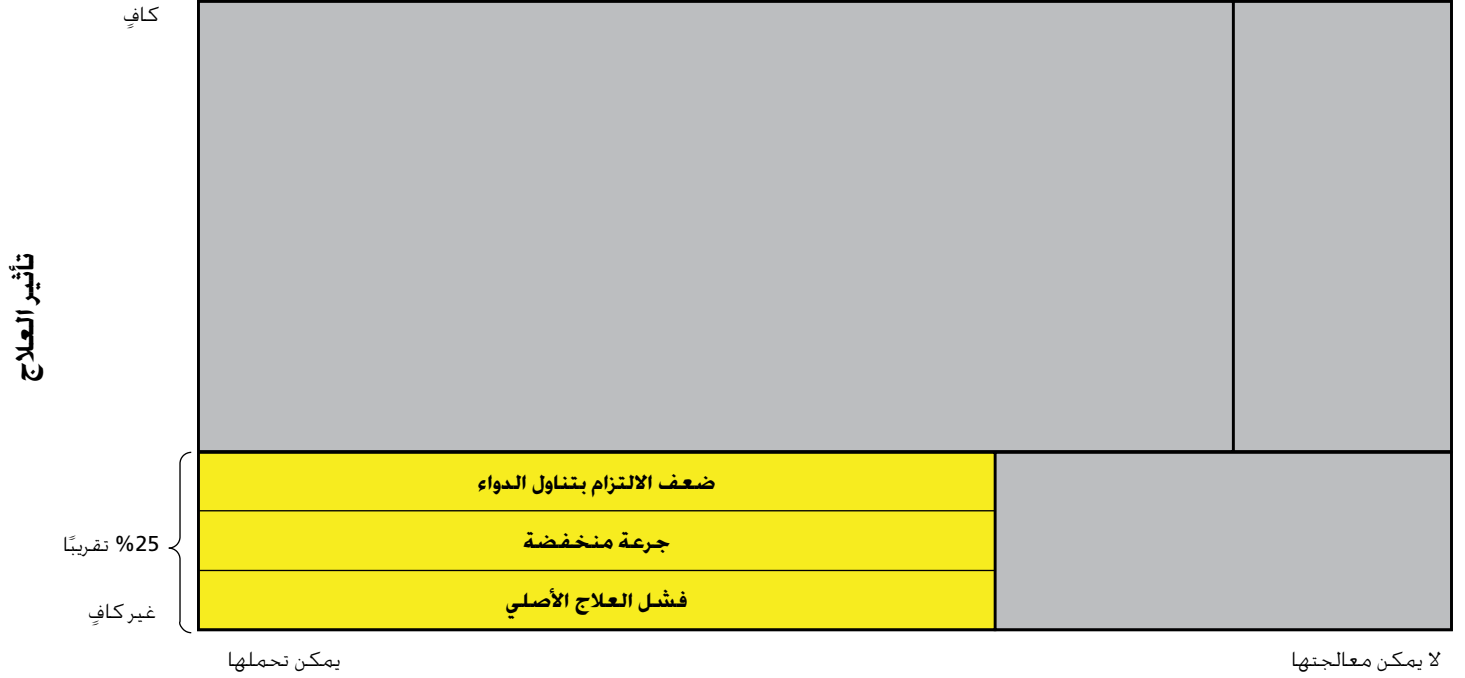 كافٍ
تأثير العلاج
ضعف الالتزام بتناول الدواء
جرعة منخفضة
25% تقريبًا
فشل العلاج الأصلي
غير كافٍ
لا يمكن معالجتها
يمكن تحملها